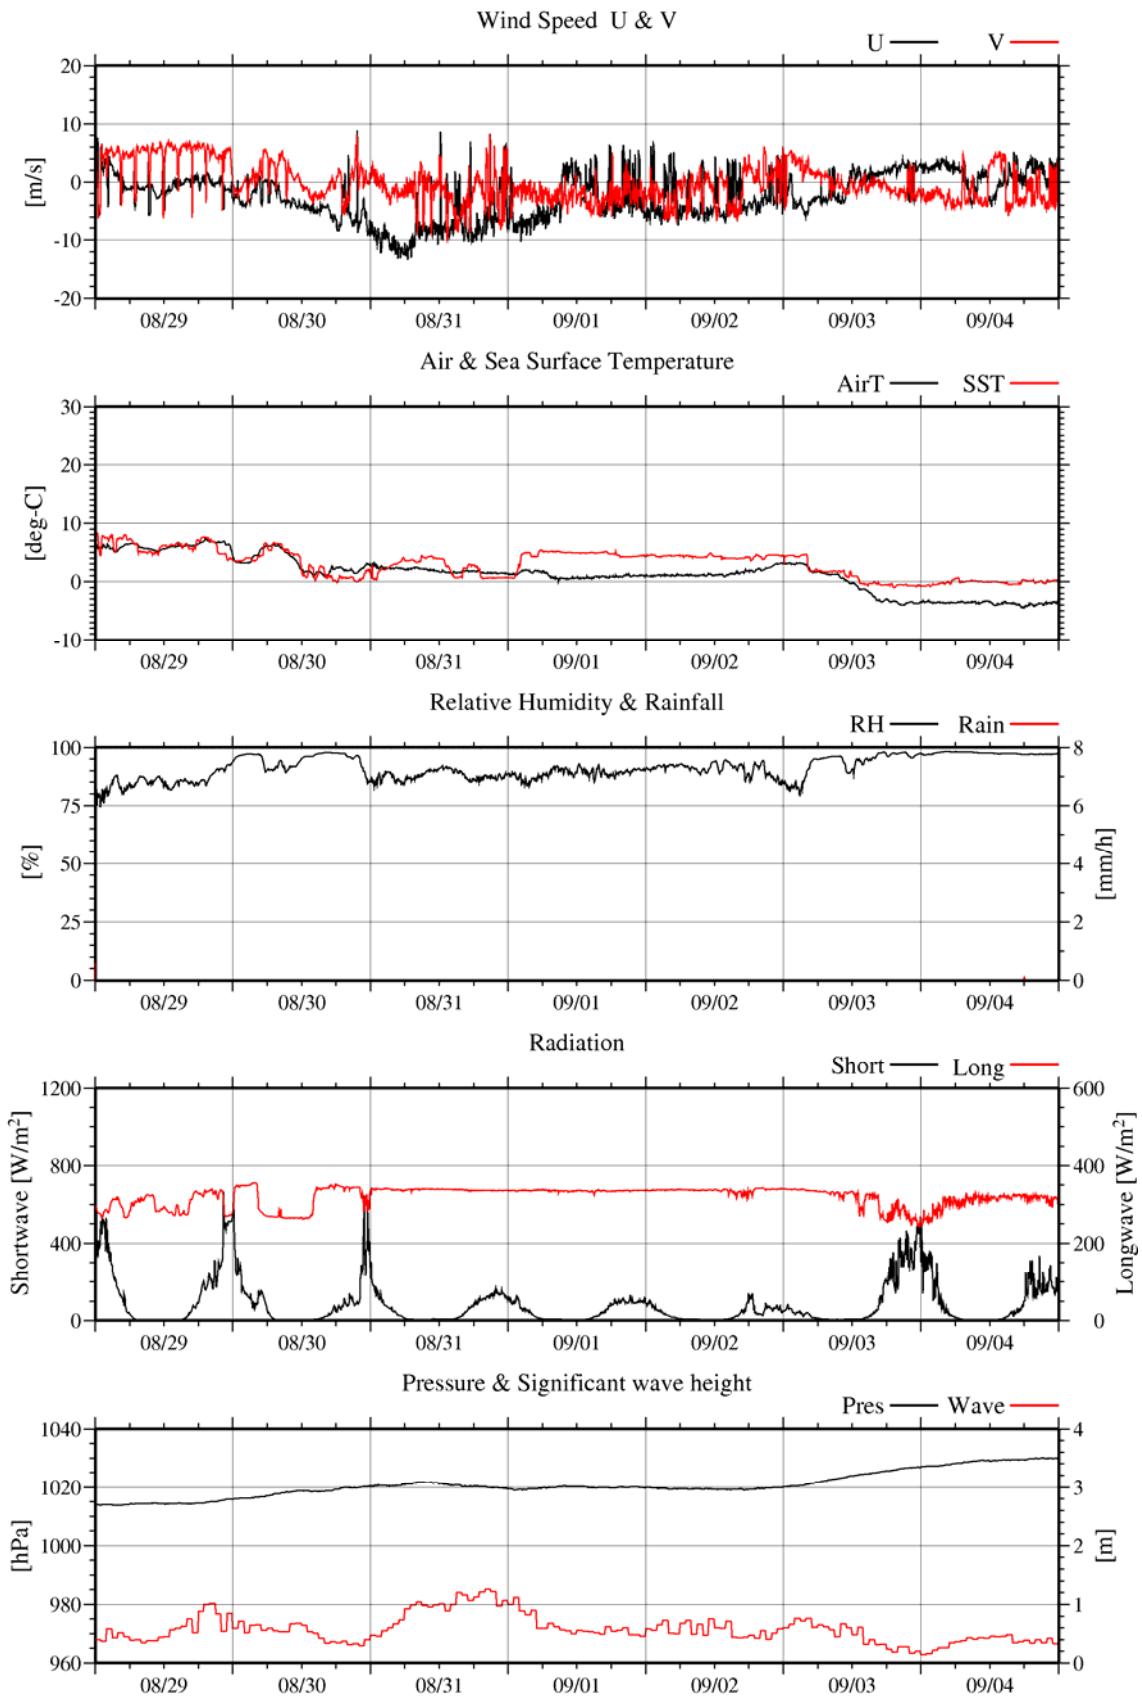 Wind Speed U & V
U V
20
10
0
-10
-20
[m/s]
08/29 08/30 08/31 09/01 09/02 09/03 09/04
Air & Sea Surface Temperature
AirT SST
30
20
10
0
-10
[deg-C]
08/29 08/30 08/31 09/01 09/02 09/03 09/04
Relative Humidity & Rainfall
RH Rain
100 8
75 6
50 4
25 2
0 0
[%] [mm/h]
08/29 08/30 08/31 09/01 09/02 09/03 09/04
Radiation
Short Long
1200 600
800 400
400 200
0 0
Shortwave [W/m²] Longwave [W/m²]
08/29 08/30 08/31 09/01 09/02 09/03 09/04
Pressure & Significant wave height
Pres Wave
1040 4
1020 3
1000 2
980 1
960 0
[hPa] [m]
08/29 08/30 08/31 09/01 09/02 09/03 09/04